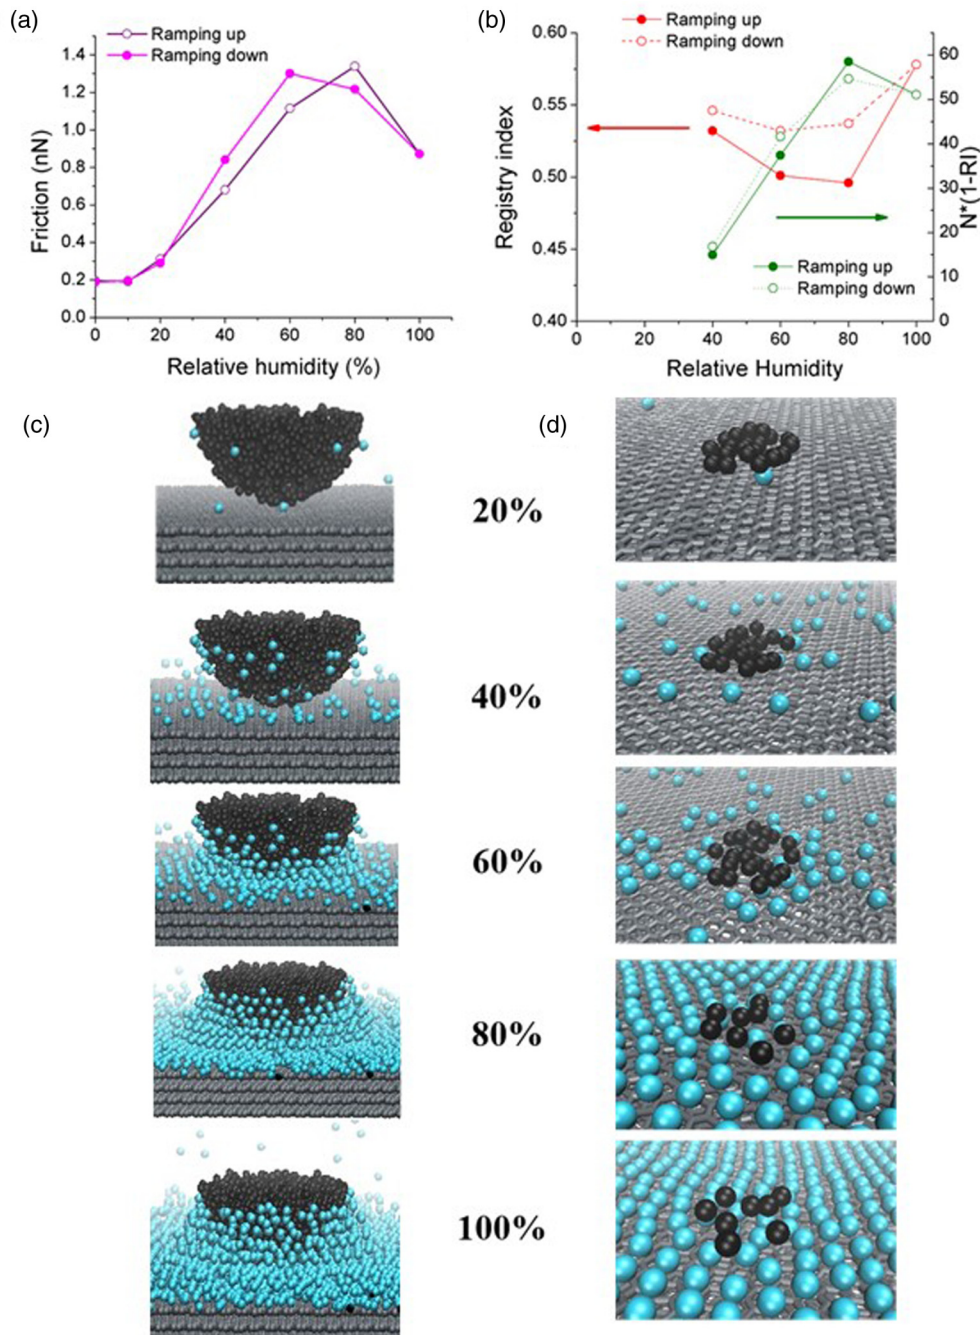 (a)
Ramping up
Ramping down
1.4
1.2
1.0
0.8
0.6
0.4
0.2
0.0
Friction (nN)
0
20
40
60
80
100
Relative humidity (%)
(b)
Ramping up
Ramping down
0.60
0.55
0.50
0.45
0.40
Registry index
60
50
40
30
20
10
0
N*(1-RI)
Ramping up
Ramping down
0
20
40
60
80
100
Relative Humidity
(c)
(d)
20%
40%
60%
80%
100%